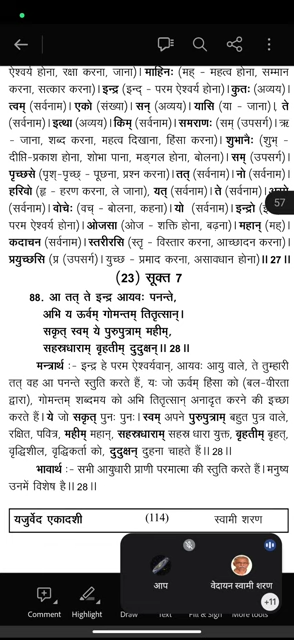 ऐश्वर्य होना, रक्षा करना, जाना)। माहिनः (मह् - महत्व होना, सम्मान
करना, सत्कार करना)। इन्द्र (इन्द् - परम ऐश्वर्य होना)। कुतः (अव्यय)।
त्वम् (सर्वनाम)। एको (संख्या)। सन् (अव्यय)। यासि (या - जाना)। ते
(सर्वनाम)। इत्था (अव्यय)। किम् (सर्वनाम)। समराणः (सम् (उपसर्ग)। ऋ
- जाना, शब्द करना, महत्व दिखाना, हिंसा करना)। शुभानैः (शुभ् -
दीप्ति-प्रकाश होना, शोभा पाना, मङ्गल होना, बोलना)। सम् (उपसर्ग)।
पृच्छसे (पृश्-पृच्छ् - पूछना, प्रश्न करना)। तत् (सर्वनाम)। नो (सर्वनाम)।
हरिवो (हृ - हरण करना, ले जाना), यत् (सर्वनाम)। ते (सर्वनाम)।
(सर्वनाम)। वोचेः (वच् - बोलना, कहना)। यो (सर्वनाम)। इन्द्रो
57
परम ऐश्वर्य होना)। ओजसा (ओज - शक्ति होना, बढ़ना)। महान् (मह्)।
कदाचन (सर्वनाम)। स्तरीरसि (स्तृ - विस्तार करना, आच्छादन करना)।
प्रयुच्छसि (प्र (उपसर्ग)। युच्छ - प्रमाद करना, असावधान होना)॥ 27॥
(23) सूक्त 7
88. आ तत् ते इन्द्र आयवः पनन्ते,
अभि य ऊर्वम् गोमन्तम् तितृत्सान्।
सकृत् स्वम् ये पुरुपुत्राम् महीम्,
सहस्रधाराम् बृहतीम् दुदुक्षन्॥ 28॥
मन्त्रार्थ :- इन्द्र हे परम ऐश्वर्यवान्, आयवः आयु वाले, ते तुम्हारी
तत् वह आ पनन्ते स्तुति करते हैं, यः जो ऊर्वम् हिंसा को (बल-वीरता
द्वारा), गोमन्तम् शब्दमय को अभि तितृत्सान् अनादृत करने की इच्छा
करते हैं। ये जो सकृत् पुनः पुनः। स्वम् अपने पुरुपुत्राम् बहुत पुत्र वाले,
रक्षित, पवित्र, महीम् महान्, सहस्रधाराम् सहस्र धारा युक्त, बृहतीम् बृहत्,
वृद्धिशील, वृद्धिकर्ता को, दुदुक्षन् दुहना चाहते हैं॥ 28॥
भावार्थ :- सभी आयुधारी प्राणी परमात्मा की स्तुति करते हैं। मनुष्य
उनमें विशेष है॥ 28॥
यजुर्वेद एकादशी (114) स्वामी शरण
आप वेदायन स्वामी शरण
+11
Comment Highlight Draw Text Fill & Sign More tools